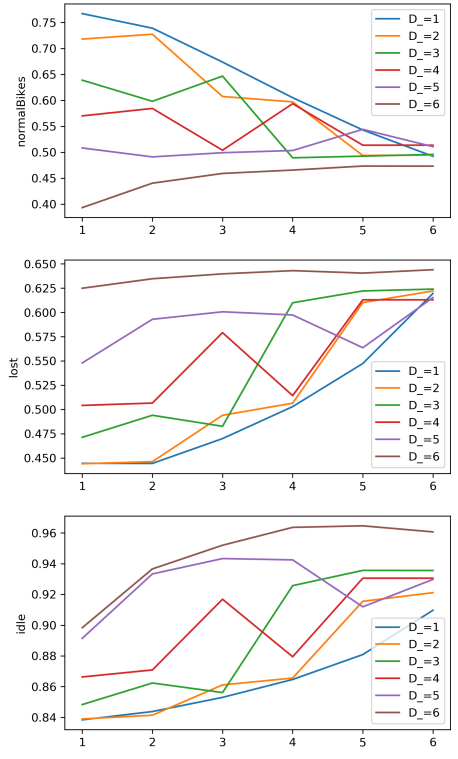 0.75
0.70
0.65
0.60
0.55
0.50
0.45
0.40
normalBikes
D_=1
D_=2
D_=3
D_=4
D_=5
D_=6
1 2 3 4 5 6
0.650
0.625
0.600
0.575
0.550
0.525
0.500
0.475
0.450
lost
D_=1
D_=2
D_=3
D_=4
D_=5
D_=6
1 2 3 4 5 6
0.96
0.94
0.92
0.90
0.88
0.86
0.84
idle
D_=1
D_=2
D_=3
D_=4
D_=5
D_=6
1 2 3 4 5 6